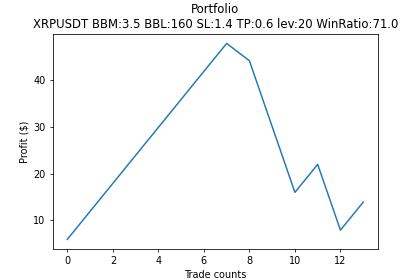 Portfolio
XRPUSDT BBM:3.5 BBL:160 SL:1.4 TP:0.6 lev:20 WinRatio:71.0
40
30
20
10
Profit ($)
0 2 4 6 8 10 12
Trade counts